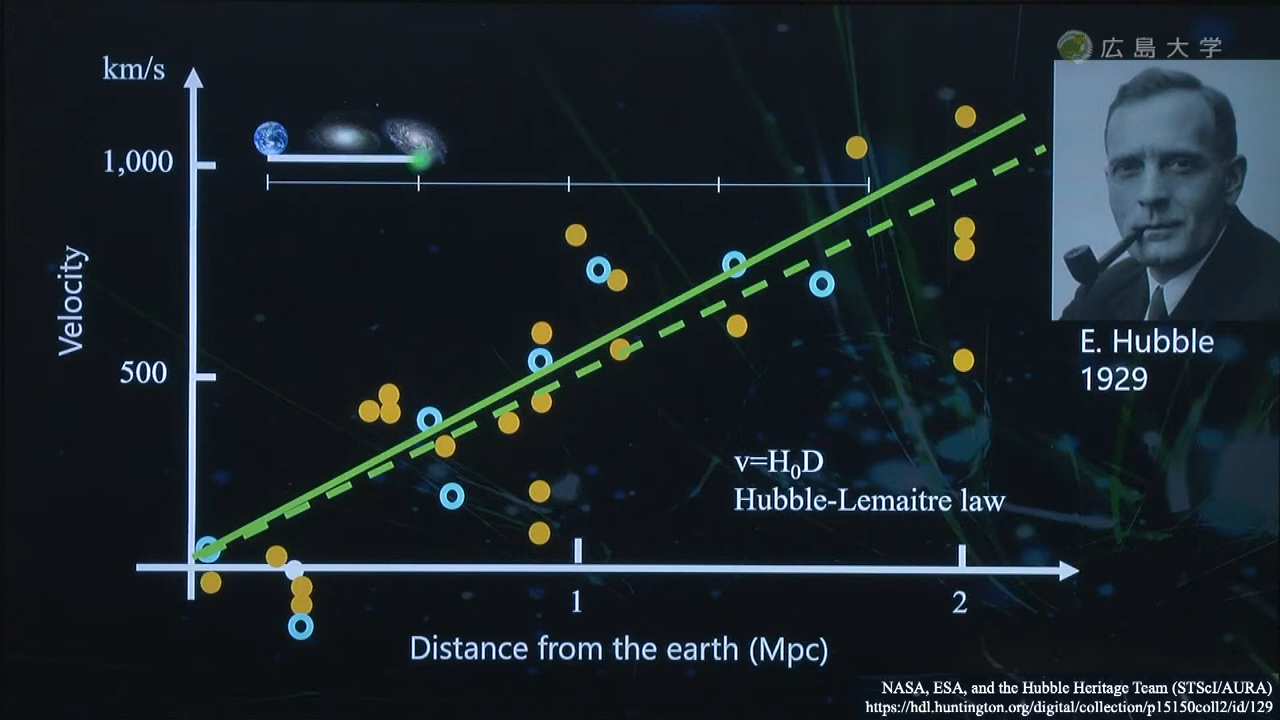 広島大学
km/s
1,000
Velocity
500
E. Hubble
1929
v=H₀D
Hubble-Lemaitre law
1
2
Distance from the earth (Mpc)
NASA, ESA, and the Hubble Heritage Team (STScI/AURA)
https://hdl.huntington.org/digital/collection/p15150coll2/id/129